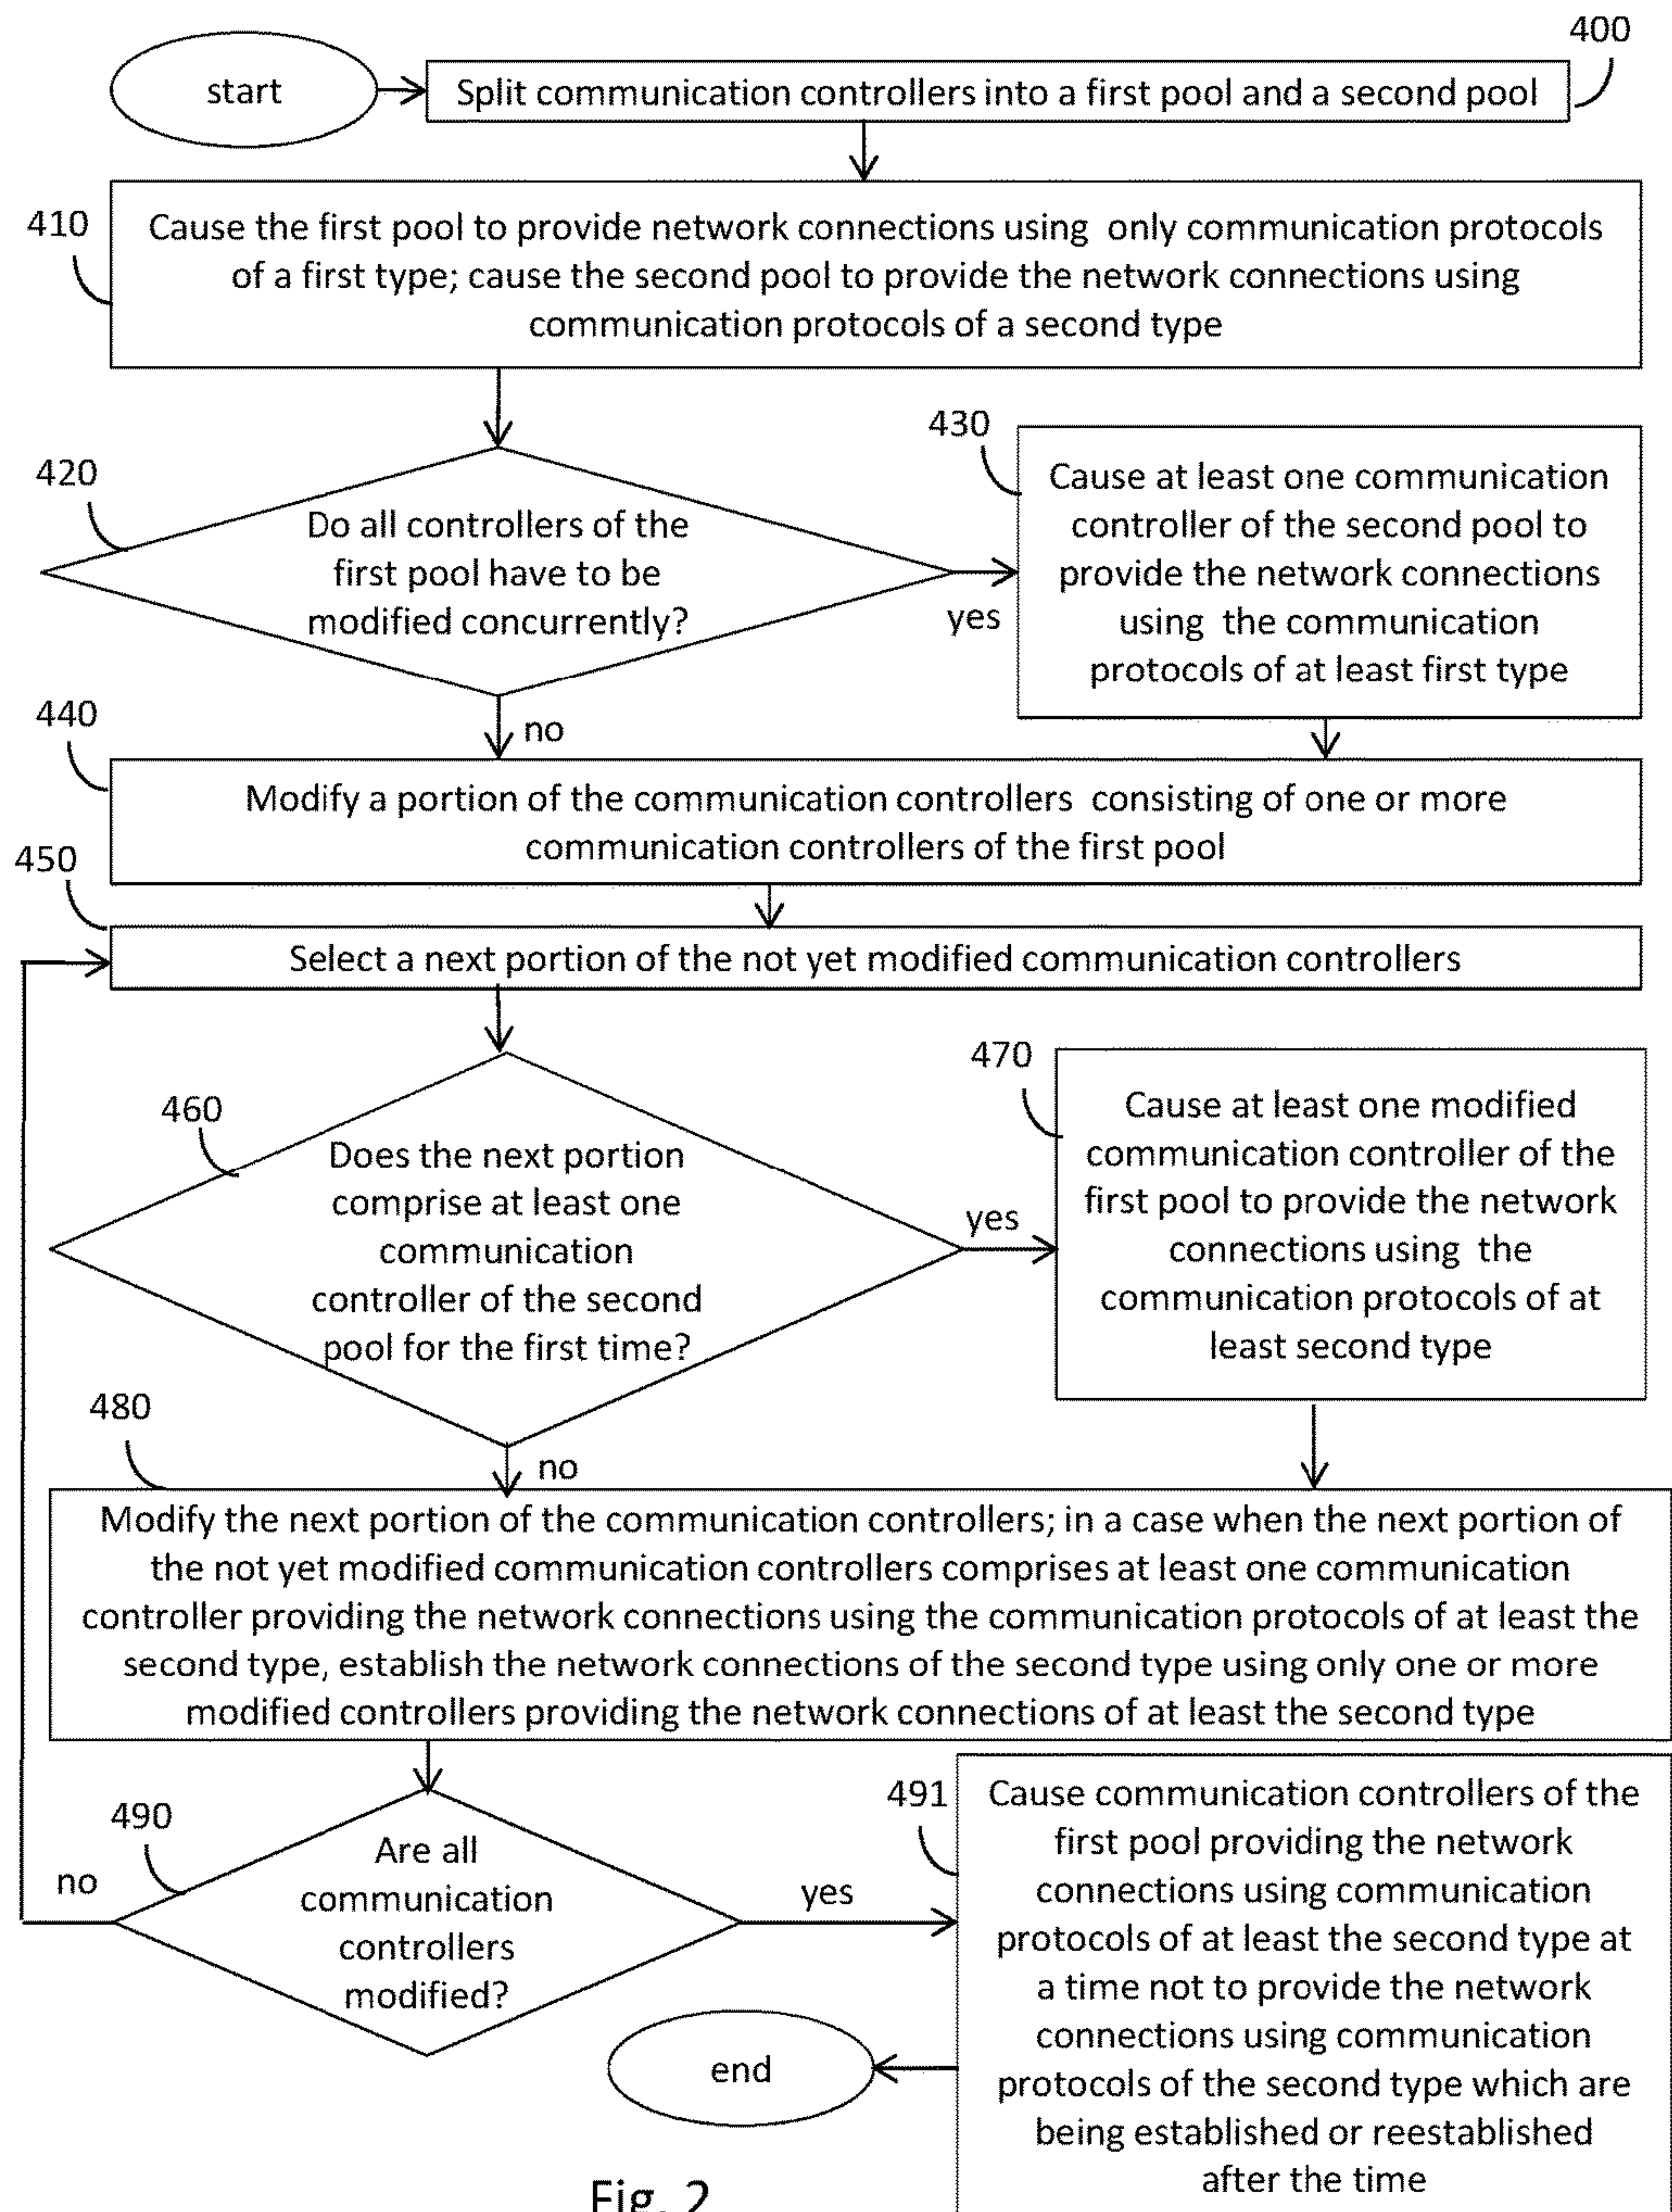 400
start
Split communication controllers into a first pool and a second pool
410
Cause the first pool to provide network connections using only communication protocols
of a first type; cause the second pool to provide the network connections using
communication protocols of a second type
420
Do all controllers of the
first pool have to be
modified concurrently?
yes
430
Cause at least one communication
controller of the second pool to
provide the network connections
using the communication
protocols of at least first type
no
440
Modify a portion of the communication controllers consisting of one or more
communication controllers of the first pool
450
Select a next portion of the not yet modified communication controllers
460
Does the next portion
comprise at least one
communication
controller of the second
pool for the first time?
yes
470
Cause at least one modified
communication controller of the
first pool to provide the network
connections using the
communication protocols of at
least second type
no
480
Modify the next portion of the communication controllers; in a case when the next portion of
the not yet modified communication controllers comprises at least one communication
controller providing the network connections using the communication protocols of at least the
second type, establish the network connections of the second type using only one or more
modified controllers providing the network connections of at least the second type
490
Are all
communication
controllers
modified?
no
yes
491
Cause communication controllers of the
first pool providing the network
connections using communication
protocols of at least the second type at
a time not to provide the network
connections using communication
protocols of the second type which are
being established or reestablished
after the time
end
Fig. 2